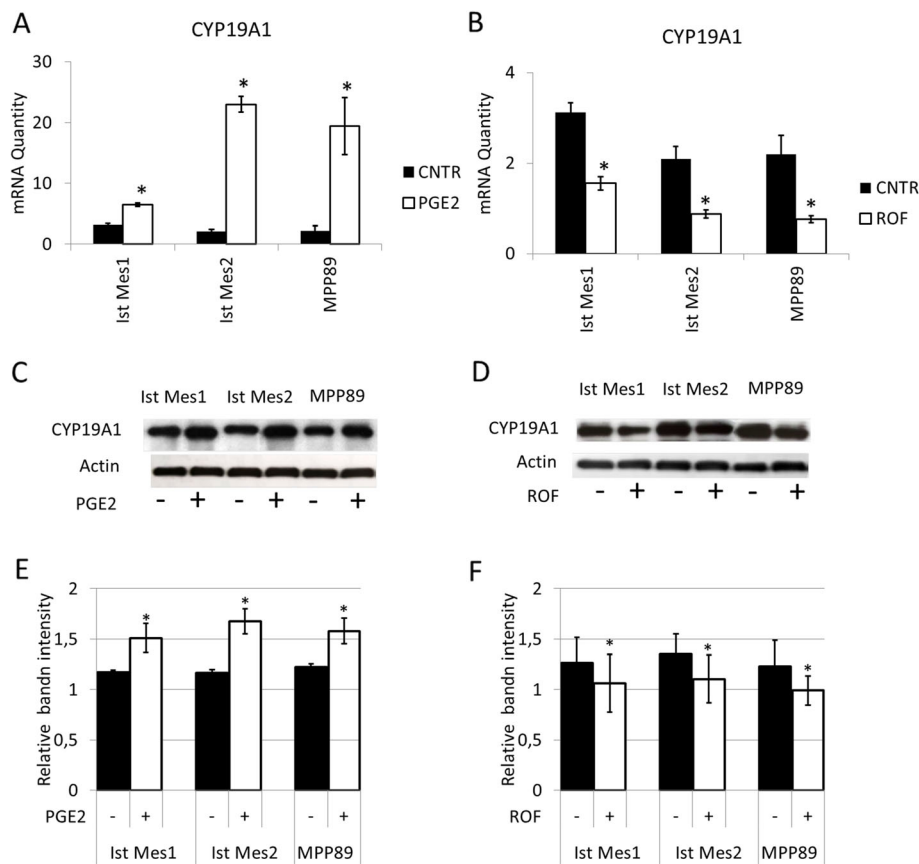 A
CYP19A1
mRNA Quantity
30
20
10
0
*
*
*
CNTR
PGE2
Ist Mes1
Ist Mes2
MPP89
B
CYP19A1
mRNA Quantity
4
2
0
*
*
*
CNTR
ROF
Ist Mes1
Ist Mes2
MPP89
C
Ist Mes1 Ist Mes2 MPP89
CYP19A1
Actin
PGE2 - + - + - +
D
Ist Mes1 Ist Mes2 MPP89
CYP19A1
Actin
ROF - + - + - +
E
Relative bandn intensity
2
1,5
1
0,5
0
*
*
*
PGE2 - + - + - +
Ist Mes1 Ist Mes2 MPP89
F
Relative bandn intensity
2
1,5
1
0,5
0
*
*
*
ROF - + - + - +
Ist Mes1 Ist Mes2 MPP89